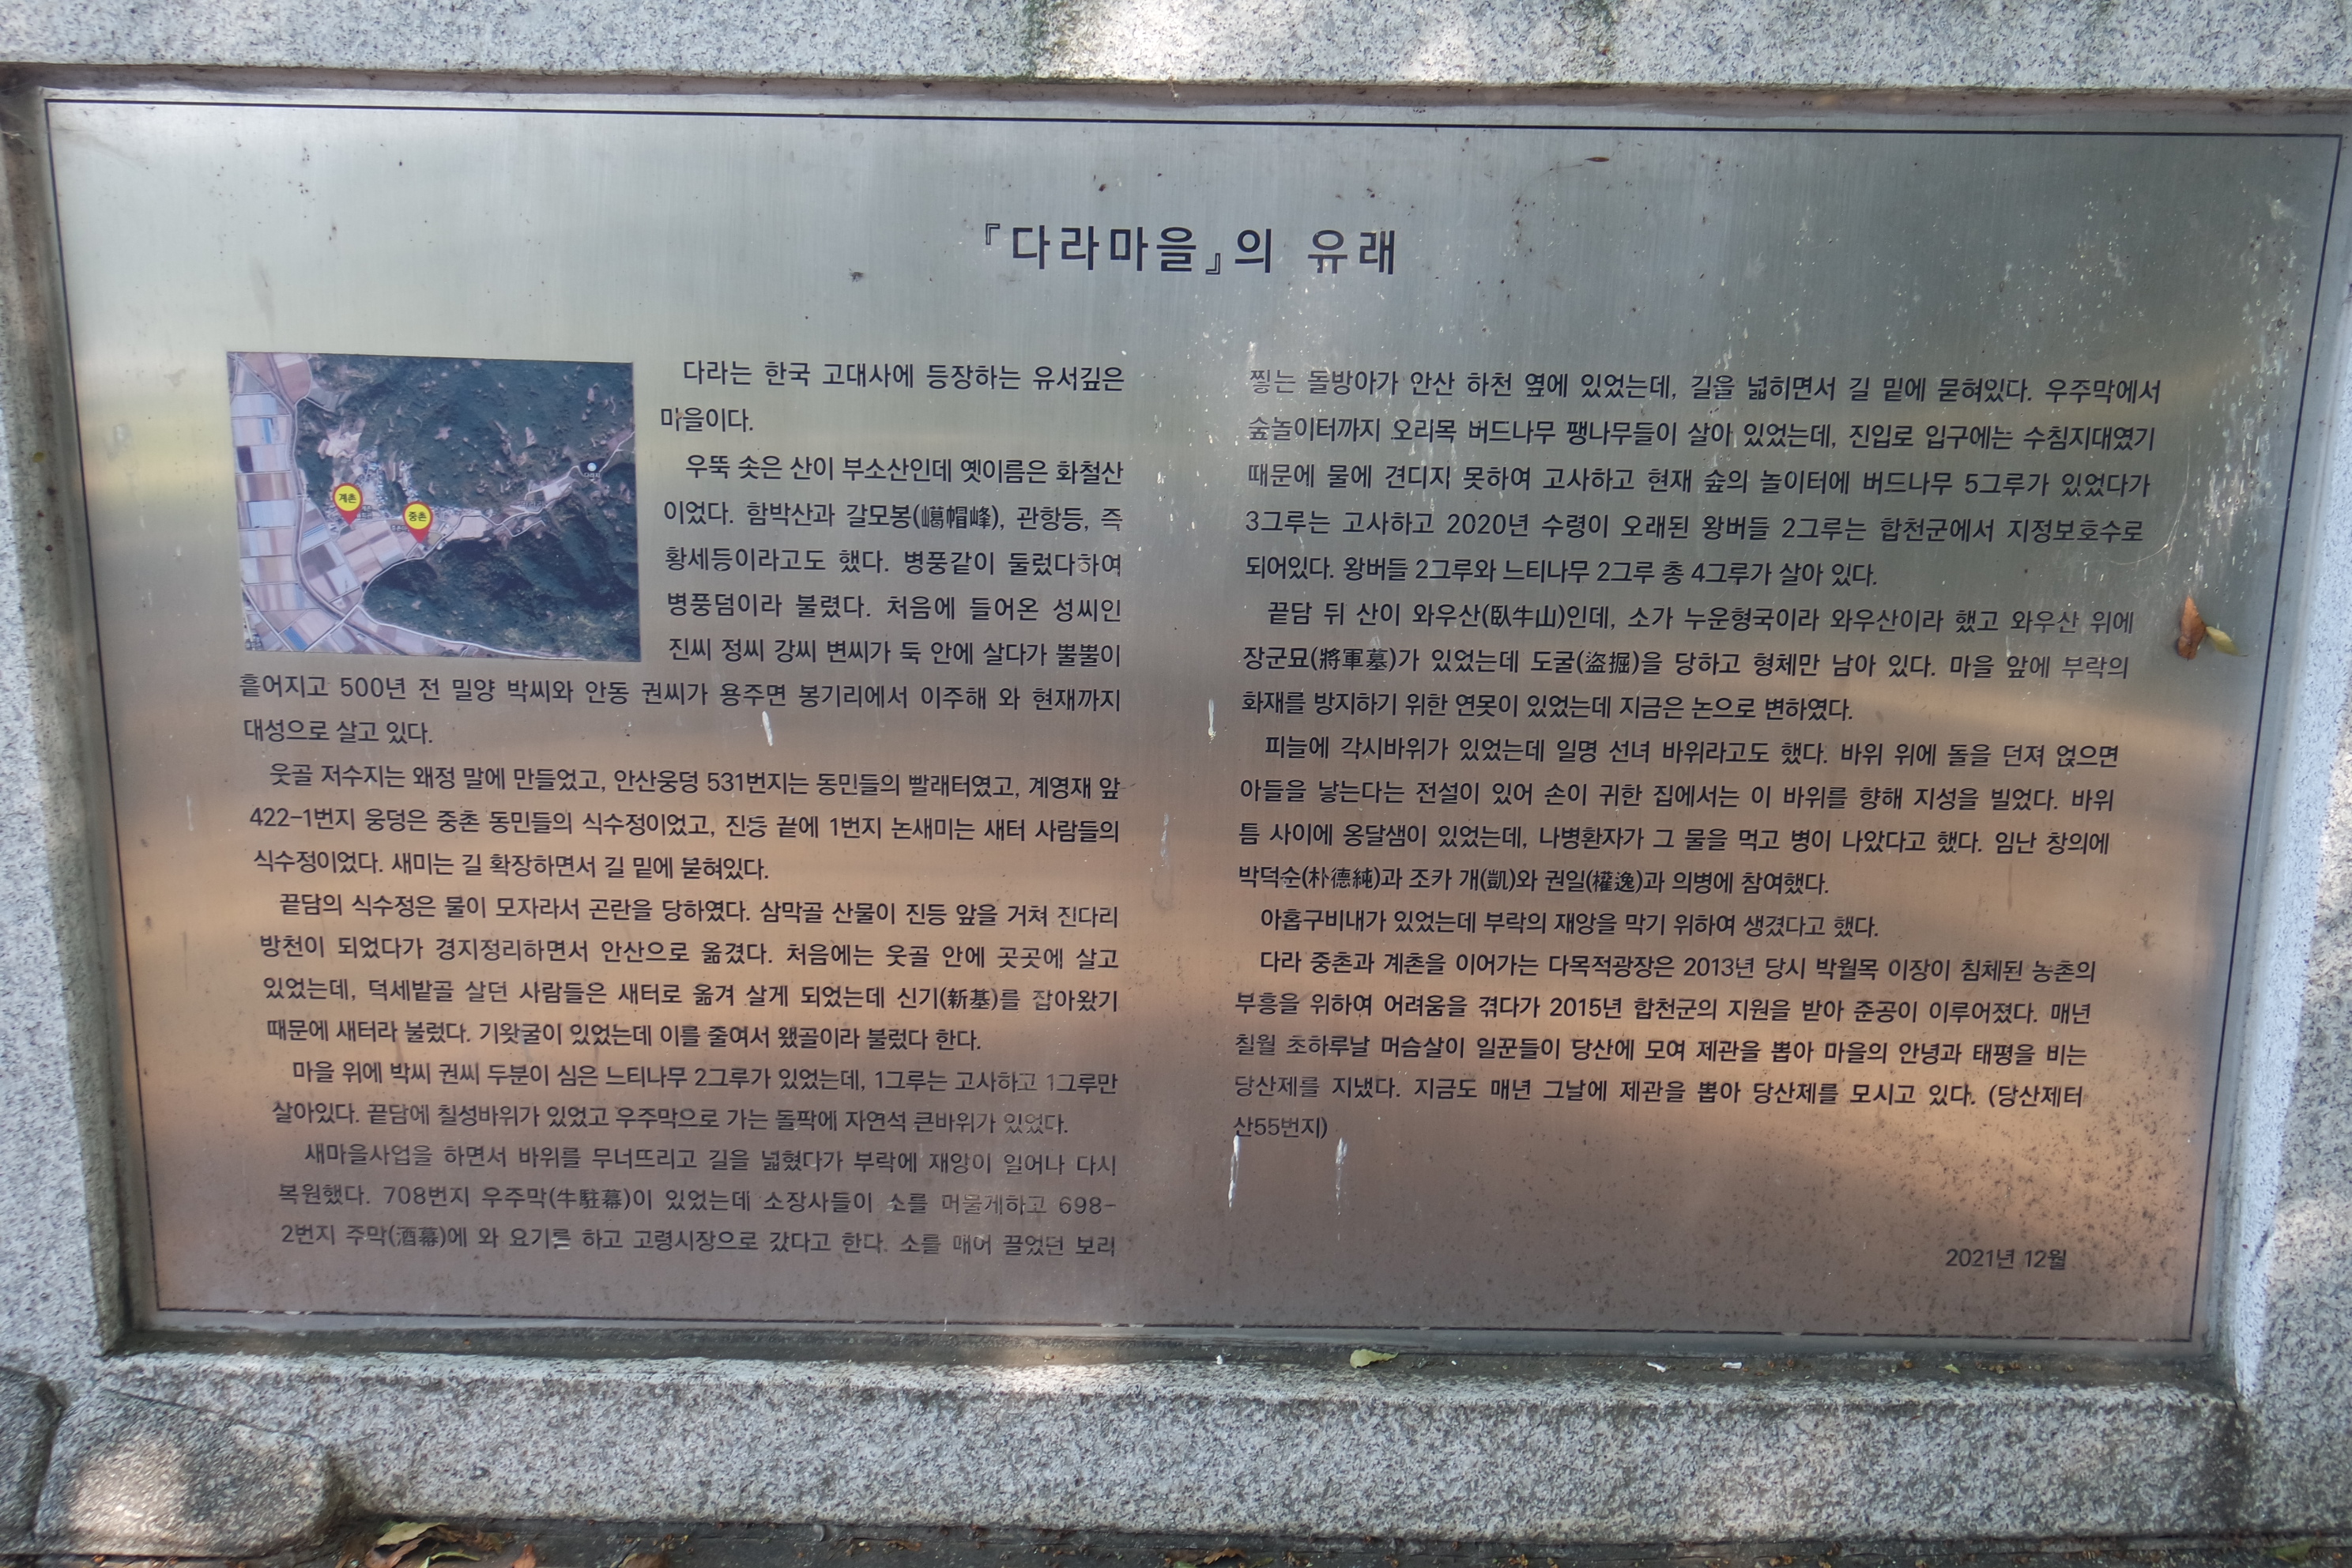 『다라마을』의 유래
계촌
중촌
다라는 한국 고대사에 등장하는 유서깊은
마을이다.
우뚝 솟은 산이 부소산인데 옛이름은 화철산
이었다. 함박산과 갈모봉(嶱帽峰), 관항등, 즉
황세등이라고도 했다. 병풍같이 둘렀다하여
병풍덤이라 불렸다. 처음에 들어온 성씨인
진씨 정씨 강씨 변씨가 둑 안에 살다가 뿔뿔이
흩어지고 500년 전 밀양 박씨와 안동 권씨가 용주면 봉기리에서 이주해 와 현재까지
대성으로 살고 있다.
웃골 저수지는 왜정 말에 만들었고, 안산웅덩 531번지는 동민들의 빨래터였고, 계영재 앞
422-1번지 웅덩은 중촌 동민들의 식수정이었고, 진등 끝에 1번지 논새미는 새터 사람들의
식수정이었다. 새미는 길 확장하면서 길 밑에 묻혀있다.
끝담의 식수정은 물이 모자라서 곤란을 당하였다. 삼막골 산물이 진등 앞을 거쳐 진다리
방천이 되었다가 경지정리하면서 안산으로 옮겼다. 처음에는 웃골 안에 곳곳에 살고
있었는데, 덕세밭골 살던 사람들은 새터로 옮겨 살게 되었는데 신기(新基)를 잡아왔기
때문에 새터라 불렀다. 기왓굴이 있었는데 이를 줄여서 왰골이라 불렀다 한다.
마을 위에 박씨 권씨 두분이 심은 느티나무 2그루가 있었는데, 1그루는 고사하고 1그루만
살아있다. 끝담에 칠성바위가 있었고 우주막으로 가는 돌팍에 자연석 큰바위가 있었다.
새마을사업을 하면서 바위를 무너뜨리고 길을 넓혔다가 부락에 재앙이 일어나 다시
복원했다. 708번지 우주막(牛駐幕)이 있었는데 소장사들이 소를 머물게하고 698-
2번지 주막(酒幕)에 와 요기를 하고 고령시장으로 갔다고 한다. 소를 매어 끌었던 보리
찧는 돌방아가 안산 하천 옆에 있었는데, 길을 넓히면서 길 밑에 묻혀있다. 우주막에서
숲놀이터까지 오리목 버드나무 팽나무들이 살아 있었는데, 진입로 입구에는 수침지대였기
때문에 물에 견디지 못하여 고사하고 현재 숲의 놀이터에 버드나무 5그루가 있었다가
3그루는 고사하고 2020년 수령이 오래된 왕버들 2그루는 합천군에서 지정보호수로
되어있다. 왕버들 2그루와 느티나무 2그루 총 4그루가 살아 있다.
끝담 뒤 산이 와우산(臥牛山)인데, 소가 누운형국이라 와우산이라 했고 와우산 위에
장군묘(將軍墓)가 있었는데 도굴(盜掘)을 당하고 형체만 남아 있다. 마을 앞에 부락의
화재를 방지하기 위한 연못이 있었는데 지금은 논으로 변하였다.
피늘에 각시바위가 있었는데 일명 선녀 바위라고도 했다. 바위 위에 돌을 던져 얹으면
아들을 낳는다는 전설이 있어 손이 귀한 집에서는 이 바위를 향해 지성을 빌었다. 바위
틈 사이에 옹달샘이 있었는데, 나병환자가 그 물을 먹고 병이 나았다고 했다. 임난 창의에
박덕순(朴德純)과 조카 개(凱)와 권일(權逸)과 의병에 참여했다.
아홉구비내가 있었는데 부락의 재앙을 막기 위하여 생겼다고 했다.
다라 중촌과 계촌을 이어가는 다목적광장은 2013년 당시 박월목 이장이 침체된 농촌의
부흥을 위하여 어려움을 겪다가 2015년 합천군의 지원을 받아 준공이 이루어졌다. 매년
칠월 초하루날 머슴살이 일꾼들이 당산에 모여 제관을 뽑아 마을의 안녕과 태평을 비는
당산제를 지냈다. 지금도 매년 그날에 제관을 뽑아 당산제를 모시고 있다. (당산제터
산55번지)
2021년 12월